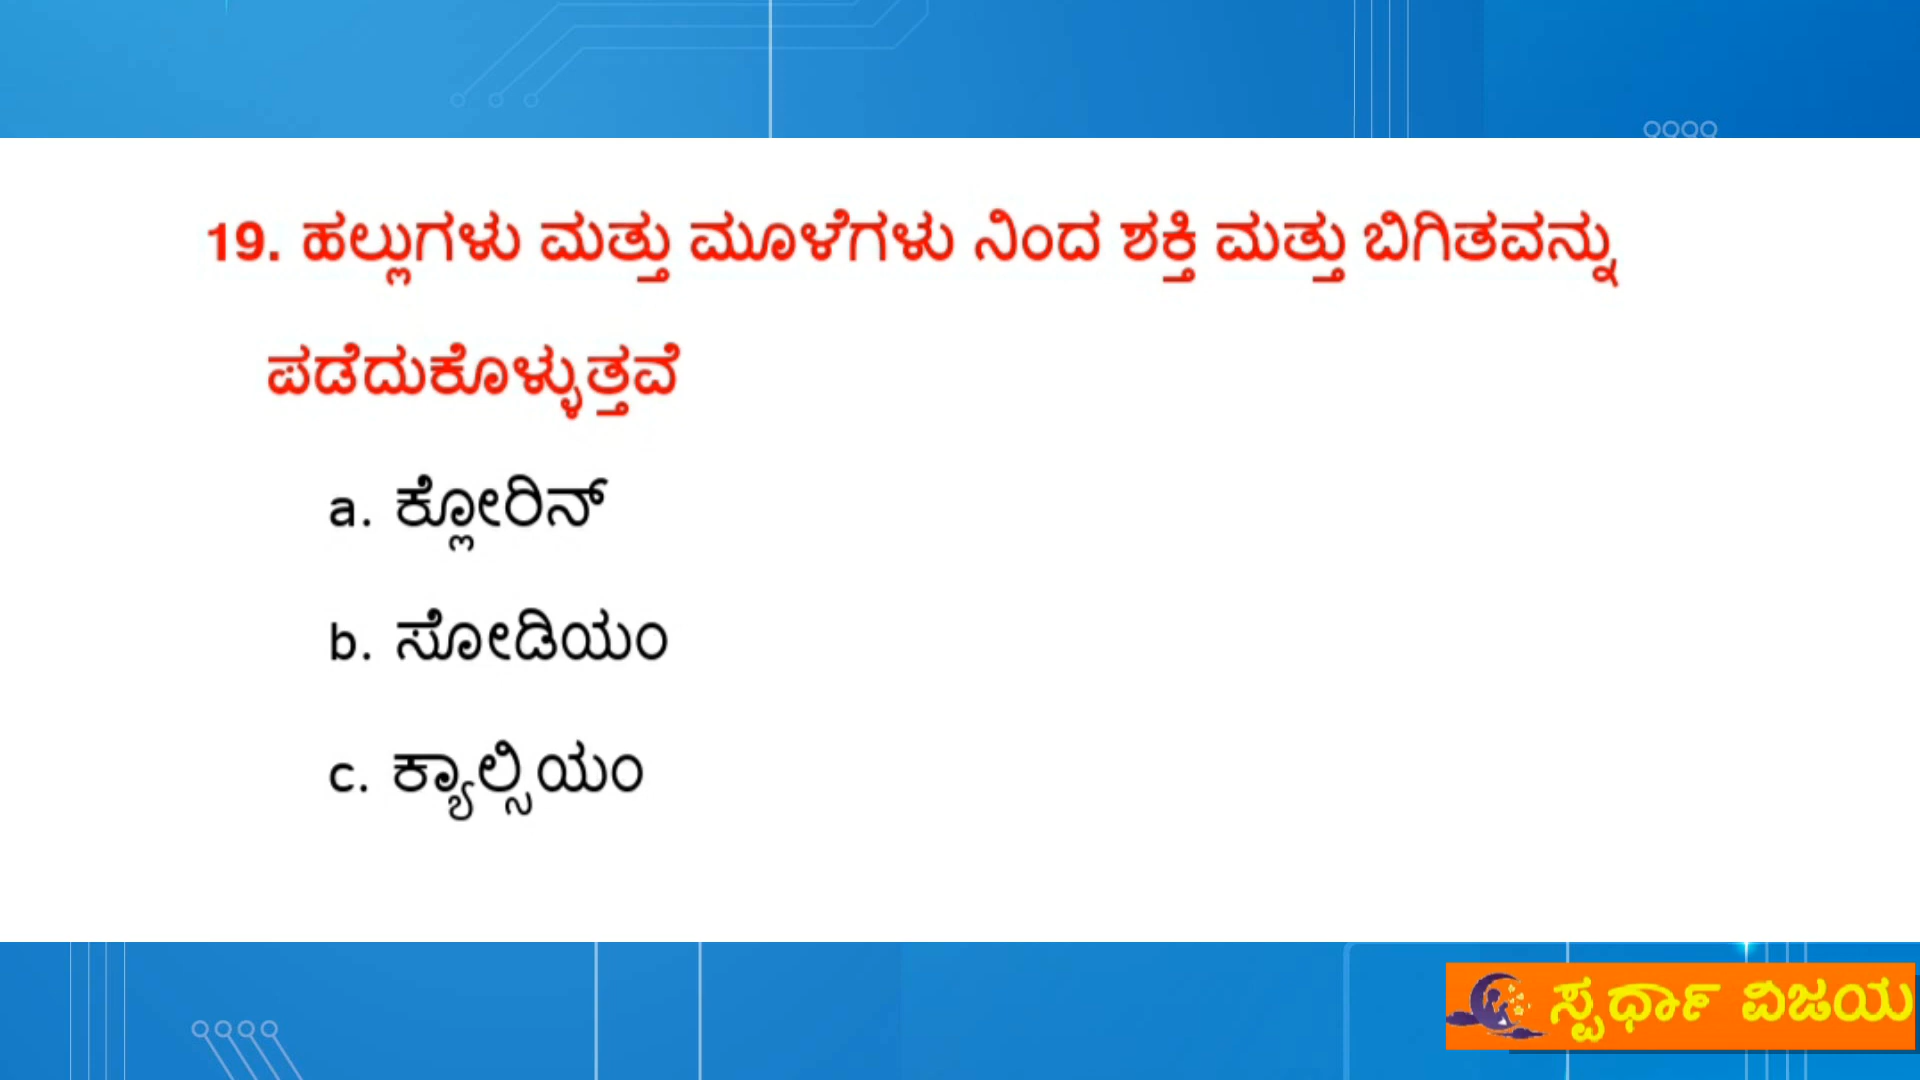 19. ಹಲ್ಲುಗಳು ಮತ್ತು ಮೂಳೆಗಳು ನಿಂದ ಶಕ್ತಿ ಮತ್ತು ಬಿಗಿತವನ್ನು
ಪಡೆದುಕೊಳ್ಳುತ್ತವೆ
a. ಕ್ಲೋರಿನ್
b. ಸೋಡಿಯಂ
c. ಕ್ಯಾಲ್ಸಿಯಂ
ಸ್ಪರ್ಧಾ ವಿಜಯ